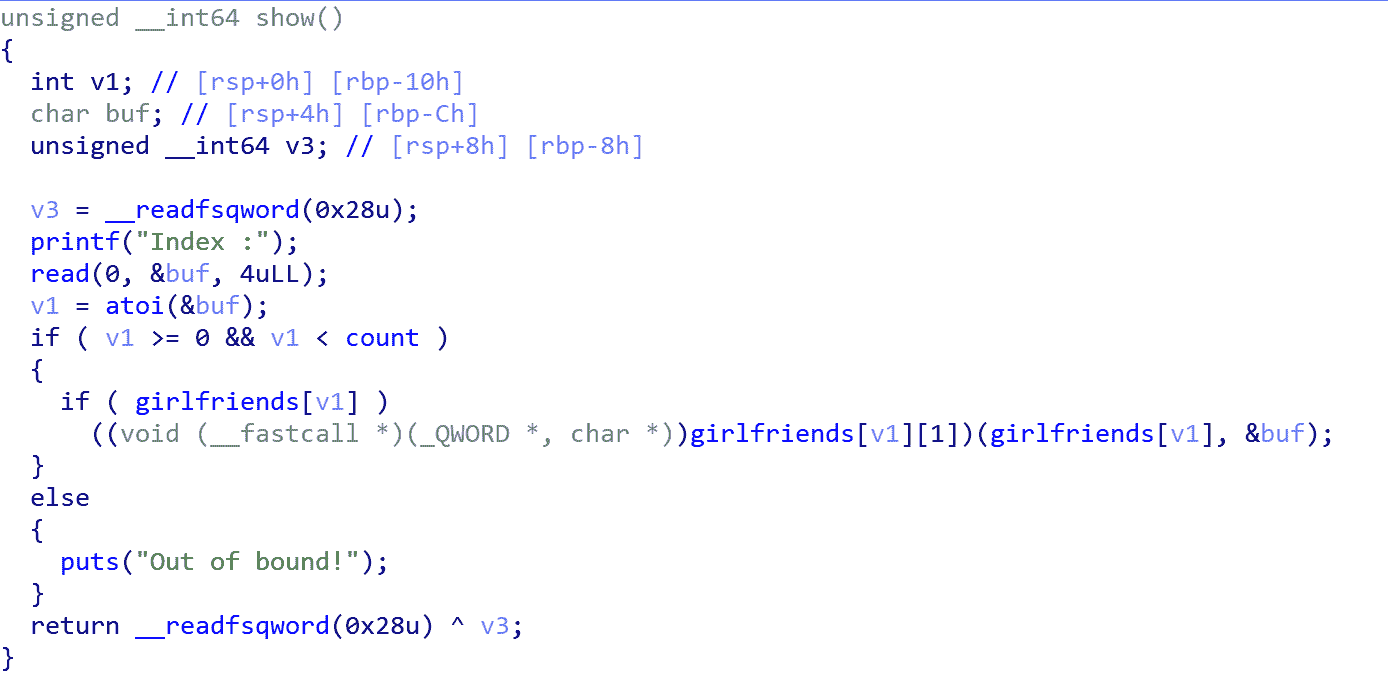 unsigned __int64 show()
{
  int v1; // [rsp+0h] [rbp-10h]
  char buf; // [rsp+4h] [rbp-Ch]
  unsigned __int64 v3; // [rsp+8h] [rbp-8h]

  v3 = __readfsqword(0x28u);
  printf("Index :");
  read(0, &buf, 4uLL);
  v1 = atoi(&buf);
  if ( v1 >= 0 && v1 < count )
  {
    if ( girlfriends[v1] )
      ((void (__fastcall *)(_QWORD *, char *))girlfriends[v1][1])(girlfriends[v1], &buf);
  }
  else
  {
    puts("Out of bound!");
  }
  return __readfsqword(0x28u) ^ v3;
}